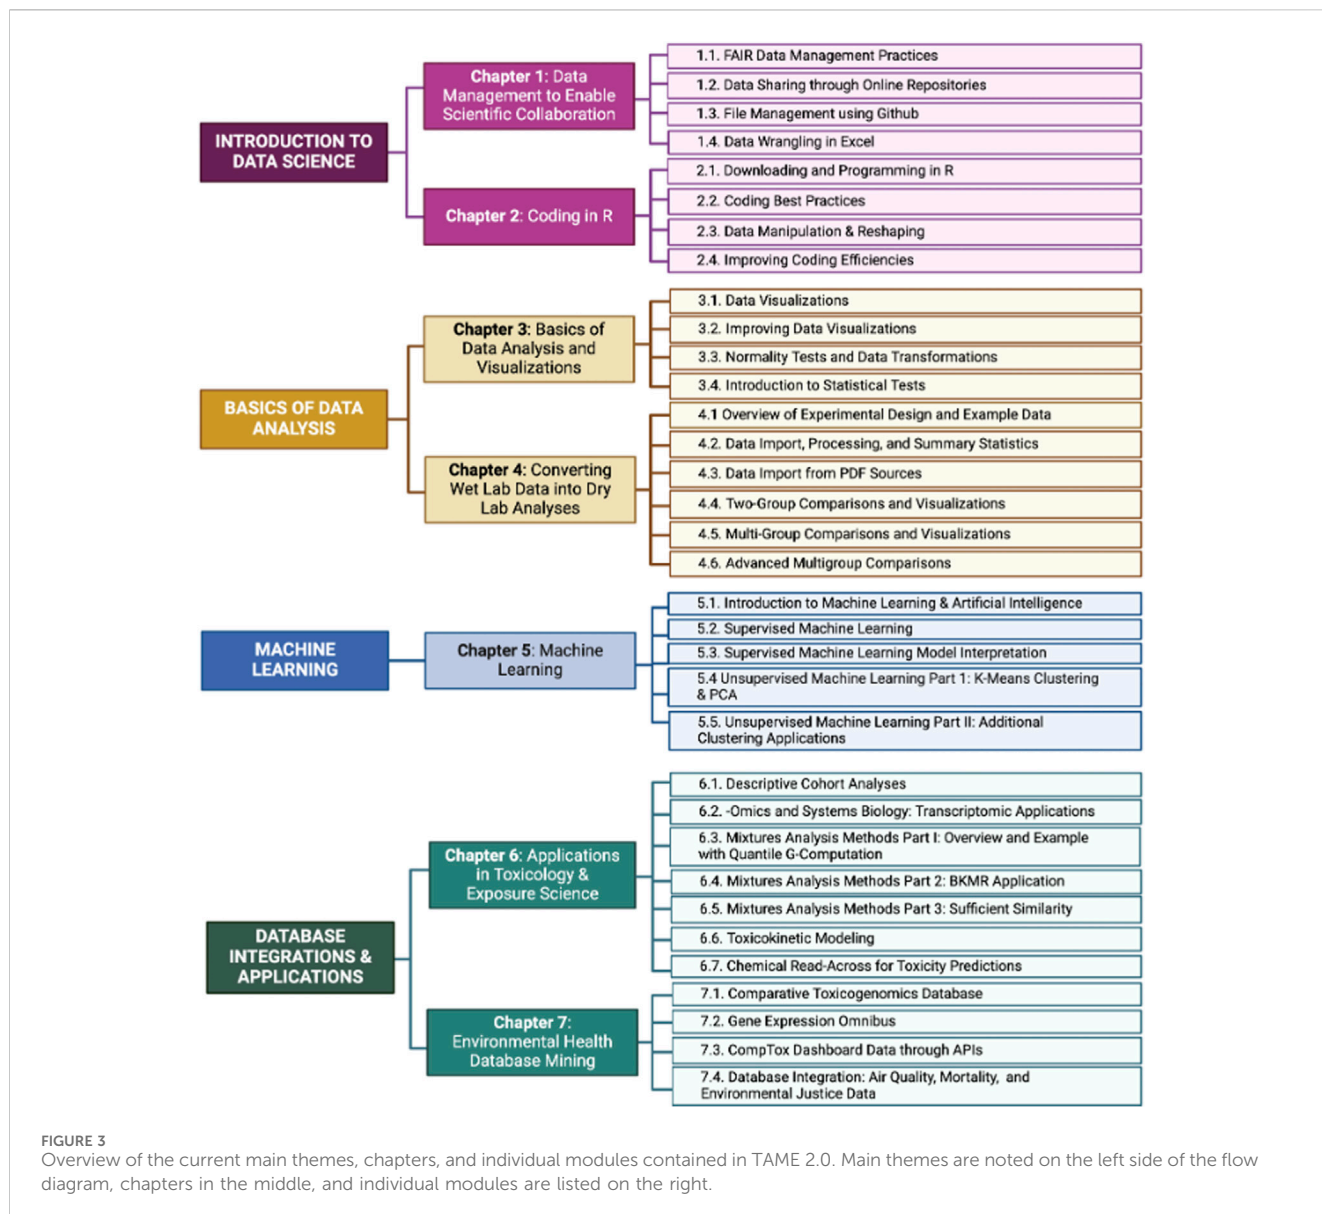 INTRODUCTION TO
DATA SCIENCE
Chapter 1: Data
Management to Enable
Scientific Collaboration
1.1. FAIR Data Management Practices
1.2. Data Sharing through Online Repositories
1.3. File Management using Github
1.4. Data Wrangling in Excel
Chapter 2: Coding in R
2.1. Downloading and Programming in R
2.2. Coding Best Practices
2.3. Data Manipulation & Reshaping
2.4. Improving Coding Efficiencies
BASICS OF DATA
ANALYSIS
Chapter 3: Basics of
Data Analysis and
Visualizations
3.1. Data Visualizations
3.2. Improving Data Visualizations
3.3. Normality Tests and Data Transformations
3.4. Introduction to Statistical Tests
Chapter 4: Converting
Wet Lab Data into Dry
Lab Analyses
4.1 Overview of Experimental Design and Example Data
4.2. Data Import, Processing, and Summary Statistics
4.3. Data Import from PDF Sources
4.4. Two-Group Comparisons and Visualizations
4.5. Multi-Group Comparisons and Visualizations
4.6. Advanced Multigroup Comparisons
MACHINE
LEARNING
Chapter 5: Machine
Learning
5.1. Introduction to Machine Learning & Artificial Intelligence
5.2. Supervised Machine Learning
5.3. Supervised Machine Learning Model Interpretation
5.4 Unsupervised Machine Learning Part 1: K-Means Clustering
& PCA
5.5. Unsupervised Machine Learning Part II: Additional
Clustering Applications
DATABASE
INTEGRATIONS &
APPLICATIONS
Chapter 6: Applications
in Toxicology &
Exposure Science
6.1. Descriptive Cohort Analyses
6.2. -Omics and Systems Biology: Transcriptomic Applications
6.3. Mixtures Analysis Methods Part I: Overview and Example
with Quantile G-Computation
6.4. Mixtures Analysis Methods Part 2: BKMR Application
6.5. Mixtures Analysis Methods Part 3: Sufficient Similarity
6.6. Toxicokinetic Modeling
6.7. Chemical Read-Across for Toxicity Predictions
Chapter 7:
Environmental Health
Database Mining
7.1. Comparative Toxicogenomics Database
7.2. Gene Expression Omnibus
7.3. CompTox Dashboard Data through APIs
7.4. Database Integration: Air Quality, Mortality, and
Environmental Justice Data
FIGURE 3
Overview of the current main themes, chapters, and individual modules contained in TAME 2.0. Main themes are noted on the left side of the flow
diagram, chapters in the middle, and individual modules are listed on the right.